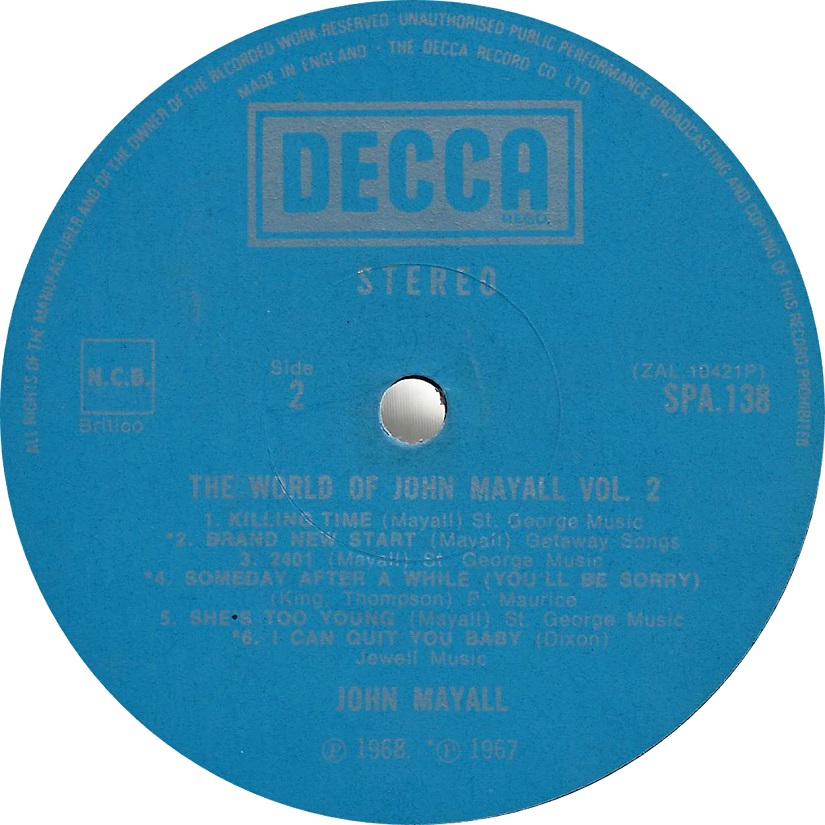 ALL RIGHTS OF THE MANUFACTURER AND OF THE OWNER OF THE RECORDED WORK RESERVED · UNAUTHORISED PUBLIC PERFORMANCE BROADCASTING AND COPYING OF THIS RECORD PROHIBITED
MADE IN ENGLAND · THE DECCA RECORD CO. LTD
DECCA
REGD.
STEREO
N.C.B.
Britico
Side
2
(ZAL 10421P)
SPA.138
THE WORLD OF JOHN MAYALL VOL. 2
1. KILLING TIME (Mayall) St. George Music
*2. BRAND NEW START (Mayall) Getaway Songs
3. 2401 (Mayall) St. George Music
*4. SOMEDAY AFTER A WHILE (YOU'LL BE SORRY)
(King, Thompson) P. Maurice
5. SHE'S TOO YOUNG (Mayall) St. George Music
*6. I CAN QUIT YOU BABY (Dixon)
Jewell Music
JOHN MAYALL
℗ 1968. *℗ 1967